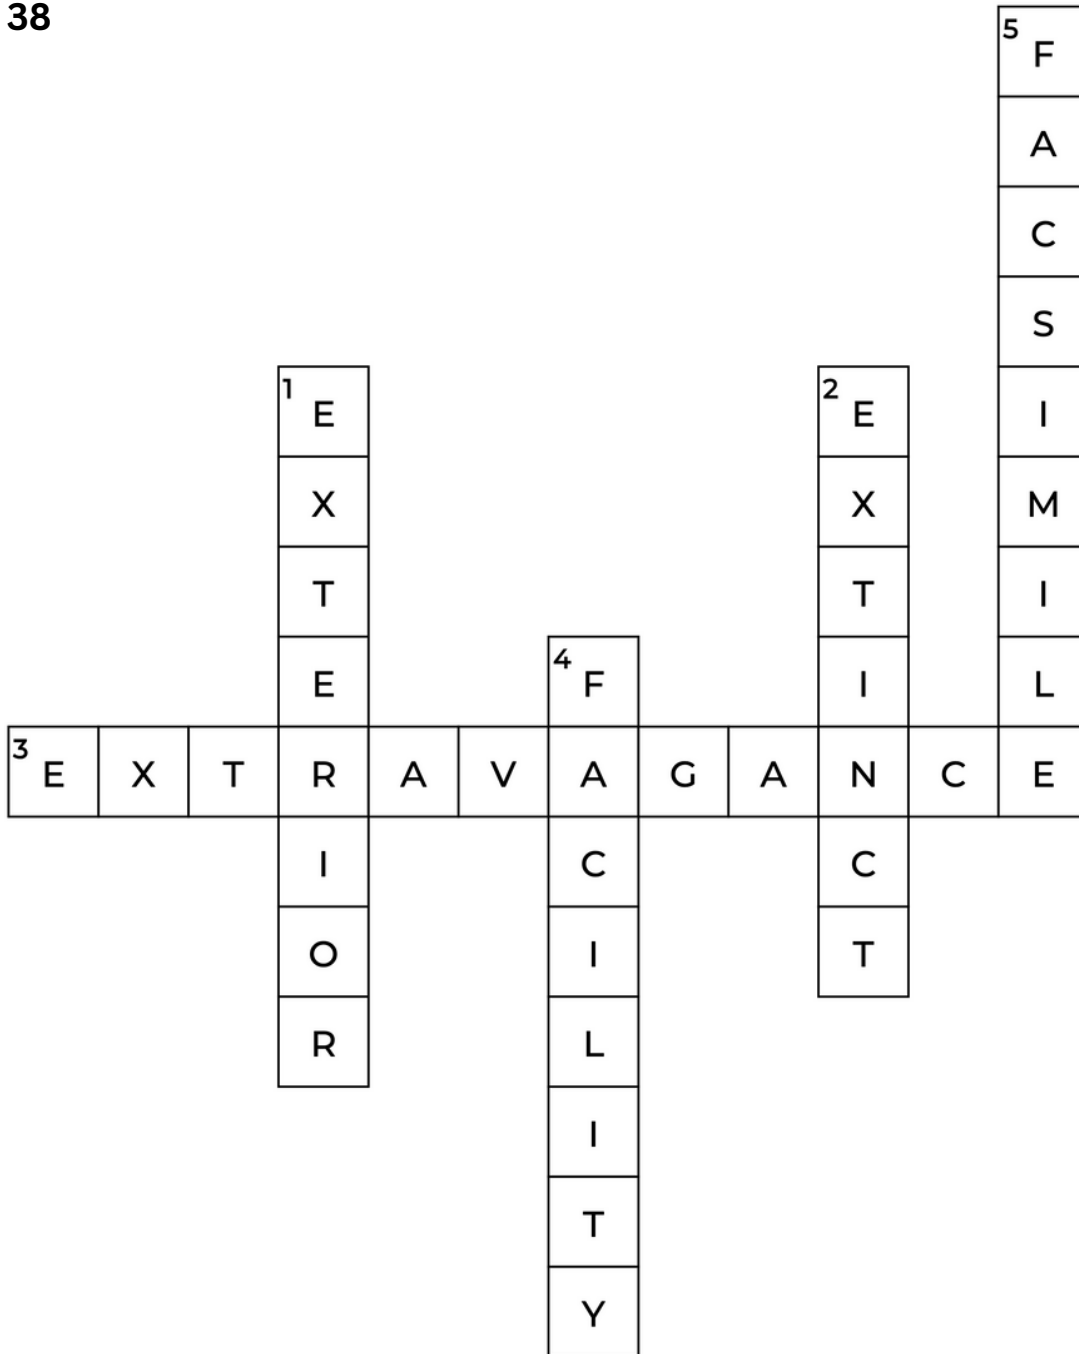 38
5 F
A
C
S
1 E 2 E I
X X M
T T I
E 4 F I L
3 E X T R A V A G A N C E
I C C
O I T
R L
I
T
Y